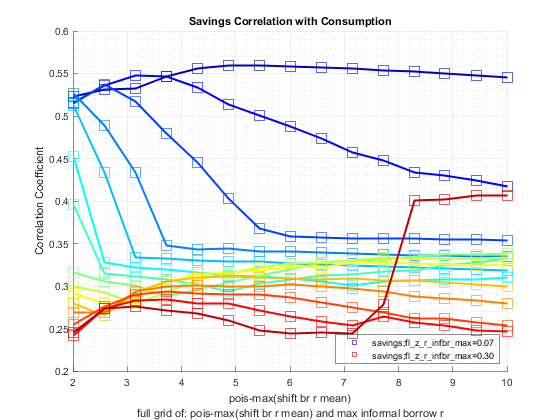 Savings Correlation with Consumption
0.6
0.55
0.5
0.45
0.4
0.35
0.3
0.25
0.2
Correlation Coefficient
2 3 4 5 6 7 8 9 10
savings;fl_z_r_infbr_max=0.07
savings;fl_z_r_infbr_max=0.30
pois-max(shift br r mean)
full grid of: pois-max(shift br r mean) and max informal borrow r